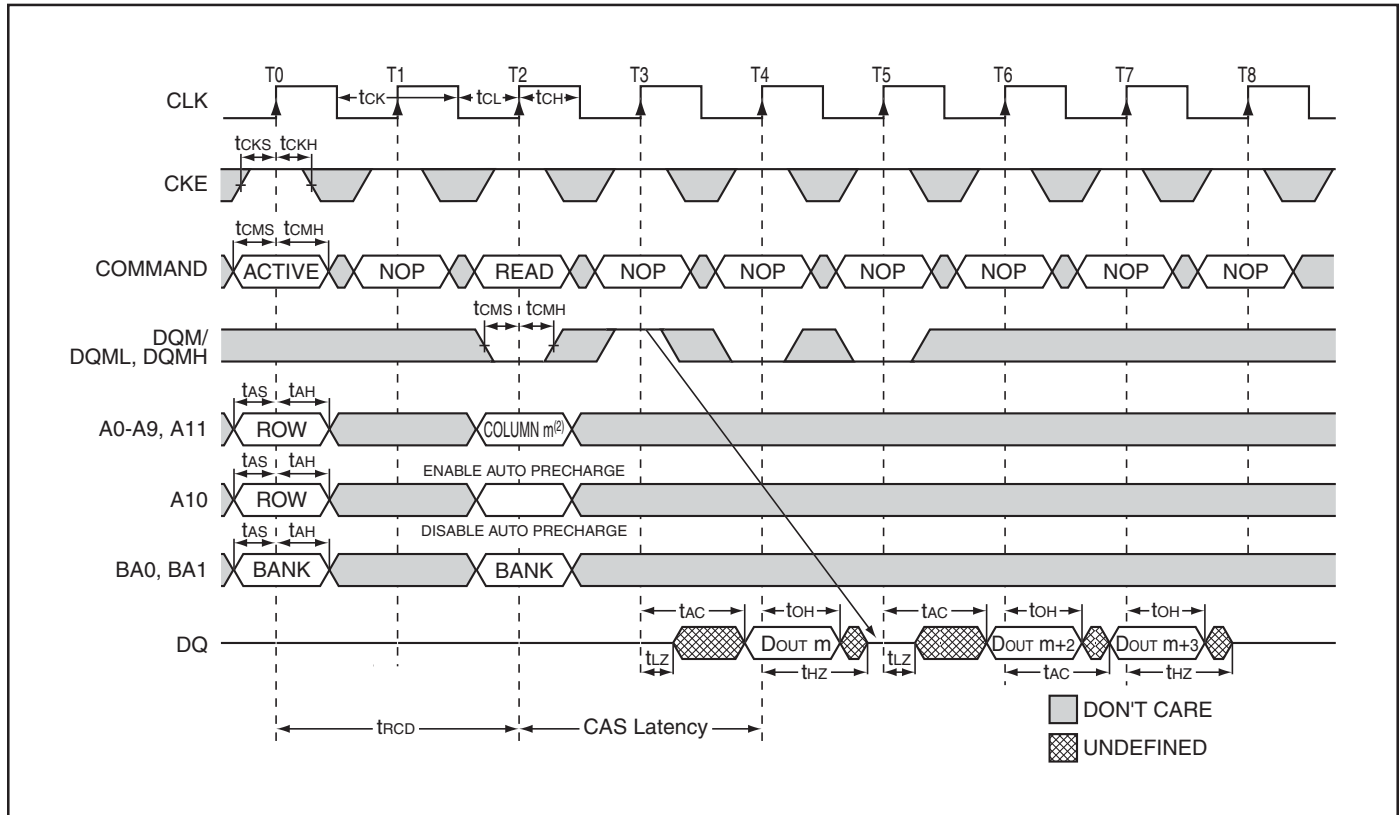 T0 T1 T2 T3 T4 T5 T6 T7 T8
CLK
tCK tCL tCH
tCKS tCKH
CKE
tCMS tCMH
COMMAND ACTIVE NOP READ NOP NOP NOP NOP NOP NOP
tCMS tCMH
DQM/
DQML, DQMH
tAS tAH
A0-A9, A11 ROW COLUMN m(2)
tAS tAH ENABLE AUTO PRECHARGE
A10 ROW
tAS tAH DISABLE AUTO PRECHARGE
BA0, BA1 BANK BANK
tAC tOH tAC tOH tOH
DQ DOUT m DOUT m+2 DOUT m+3
tLZ tHZ tLZ tAC tHZ
DON'T CARE
tRCD CAS Latency
UNDEFINED